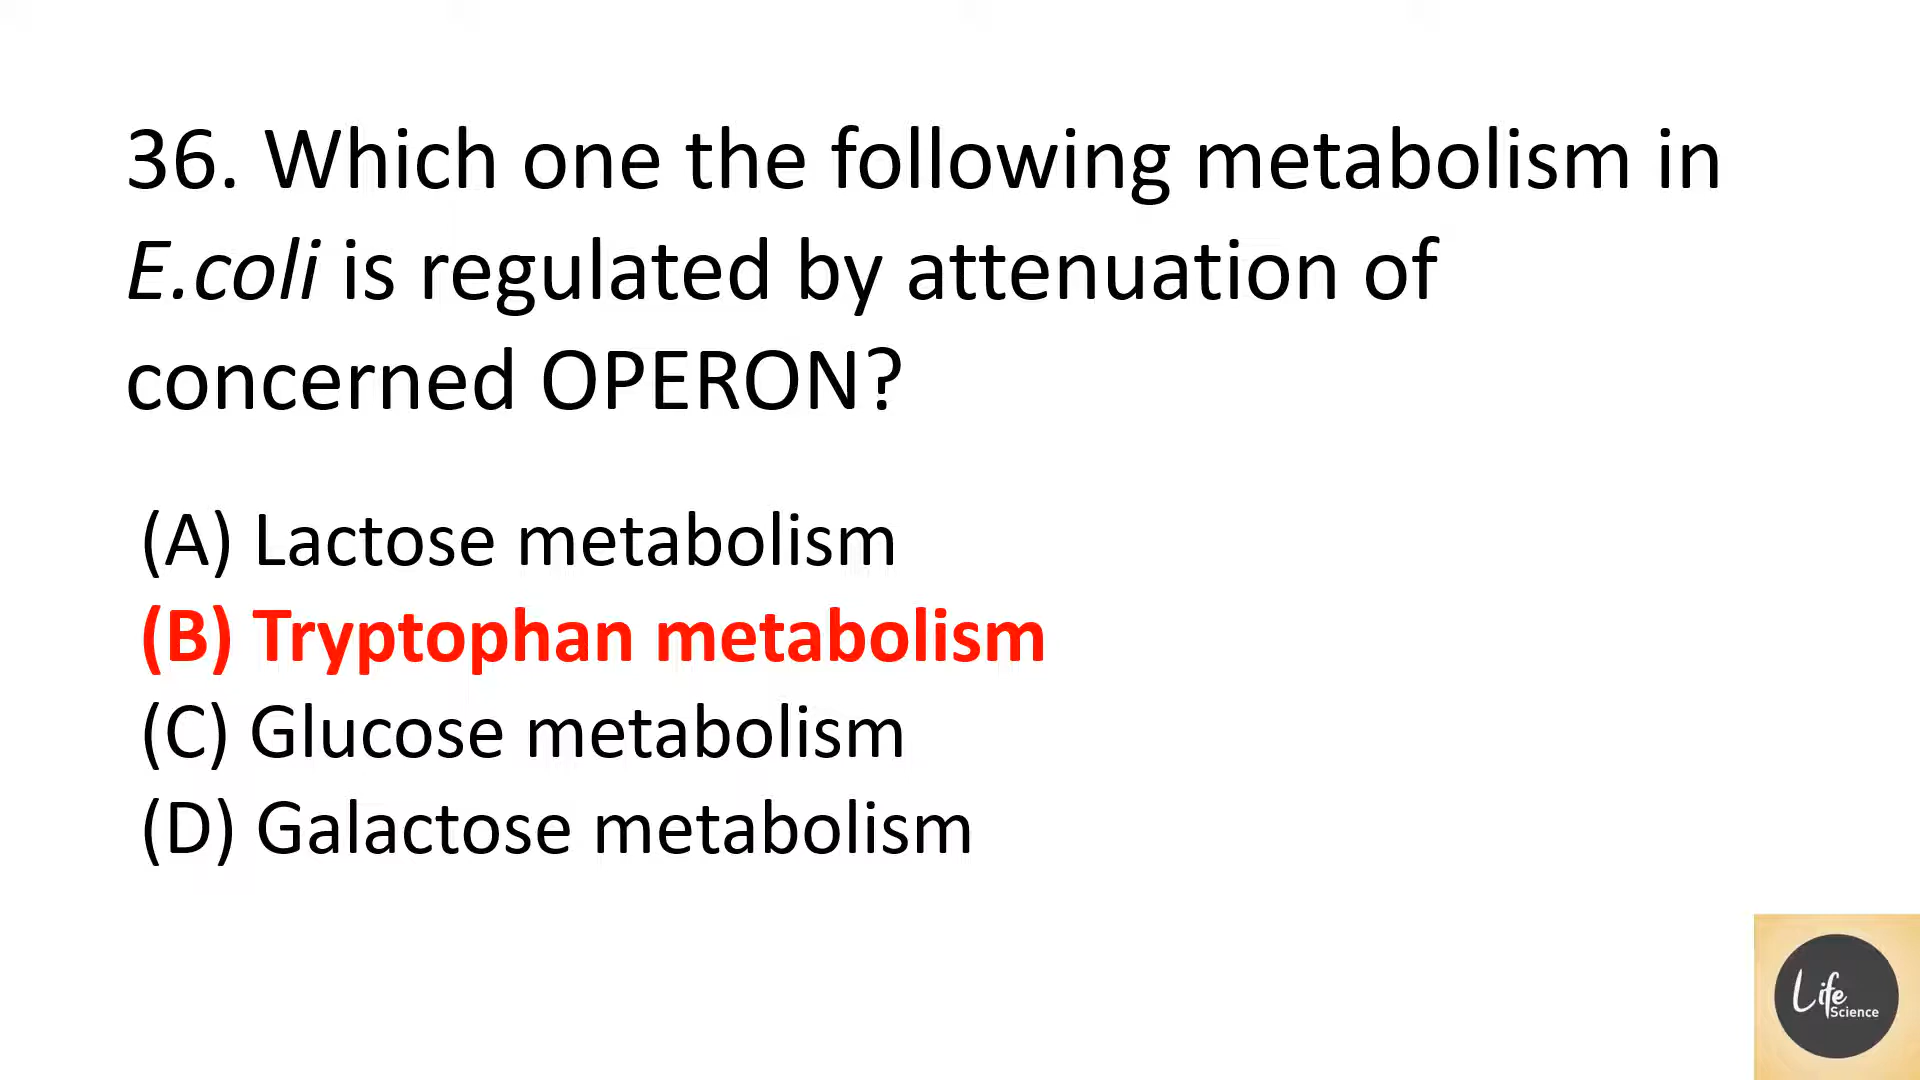 36. Which one the following metabolism in
E.coli is regulated by attenuation of
concerned OPERON?
(A) Lactose metabolism
(B) Tryptophan metabolism
(C) Glucose metabolism
(D) Galactose metabolism
Life
Science